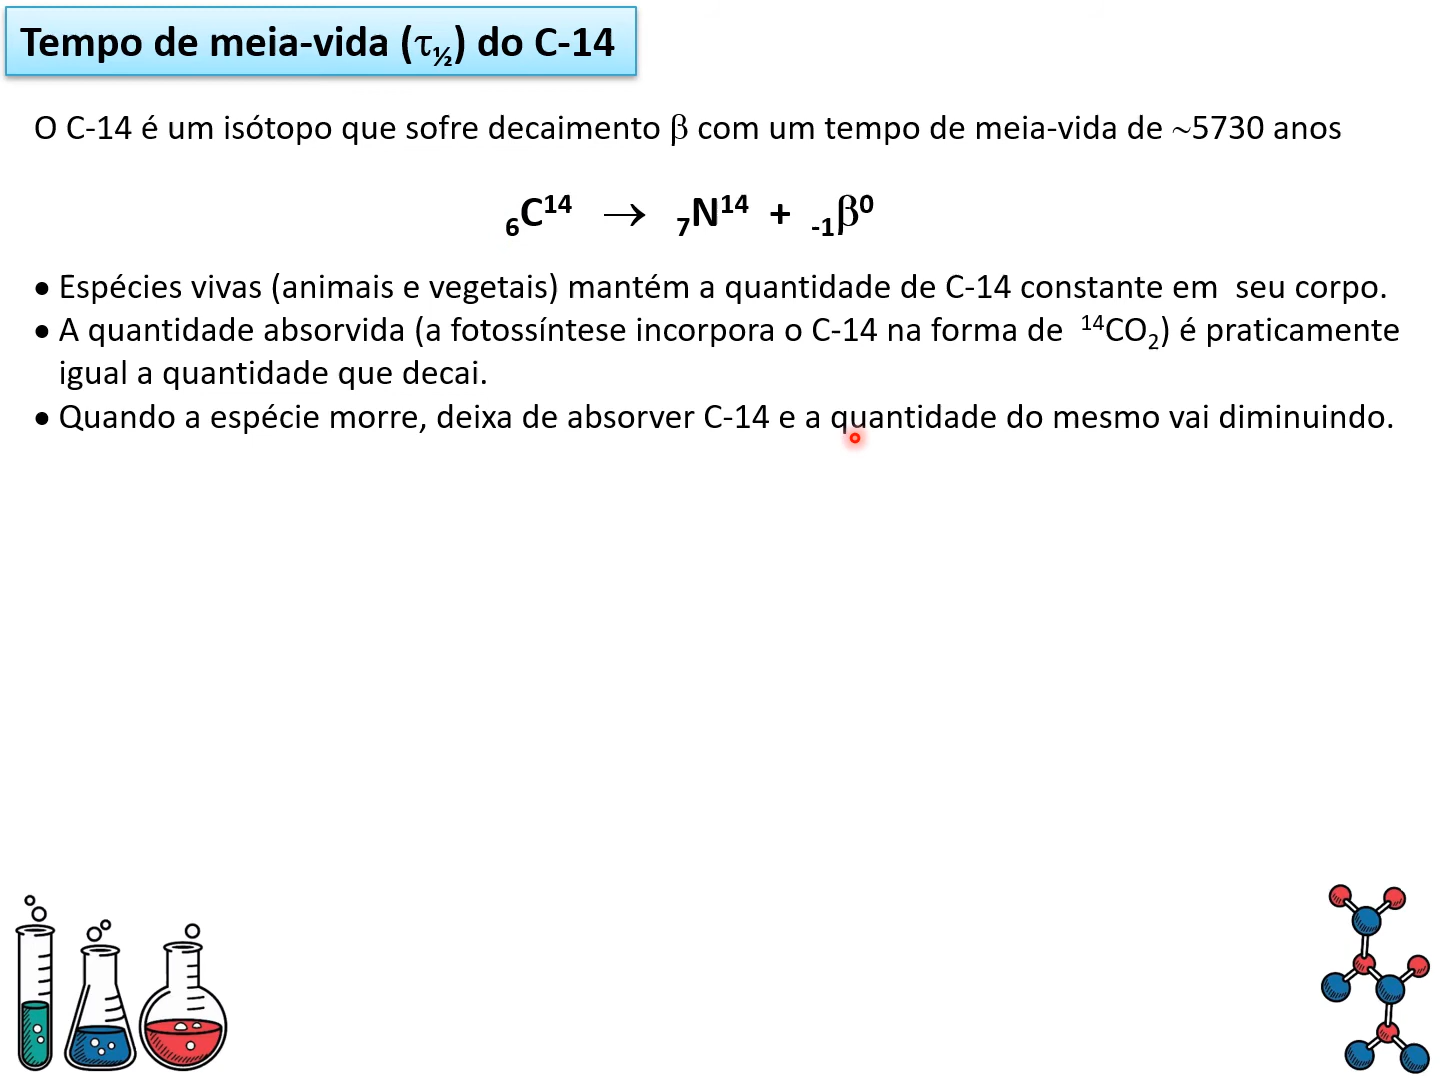 Tempo de meia-vida (τ½) do C-14
O C-14 é um isótopo que sofre decaimento β com um tempo de meia-vida de ~5730 anos
₆C¹⁴ → ₇N¹⁴ + ₋₁β⁰
• Espécies vivas (animais e vegetais) mantém a quantidade de C-14 constante em seu corpo.
• A quantidade absorvida (a fotossíntese incorpora o C-14 na forma de ¹⁴CO₂) é praticamente
igual a quantidade que decai.
• Quando a espécie morre, deixa de absorver C-14 e a quantidade do mesmo vai diminuindo.